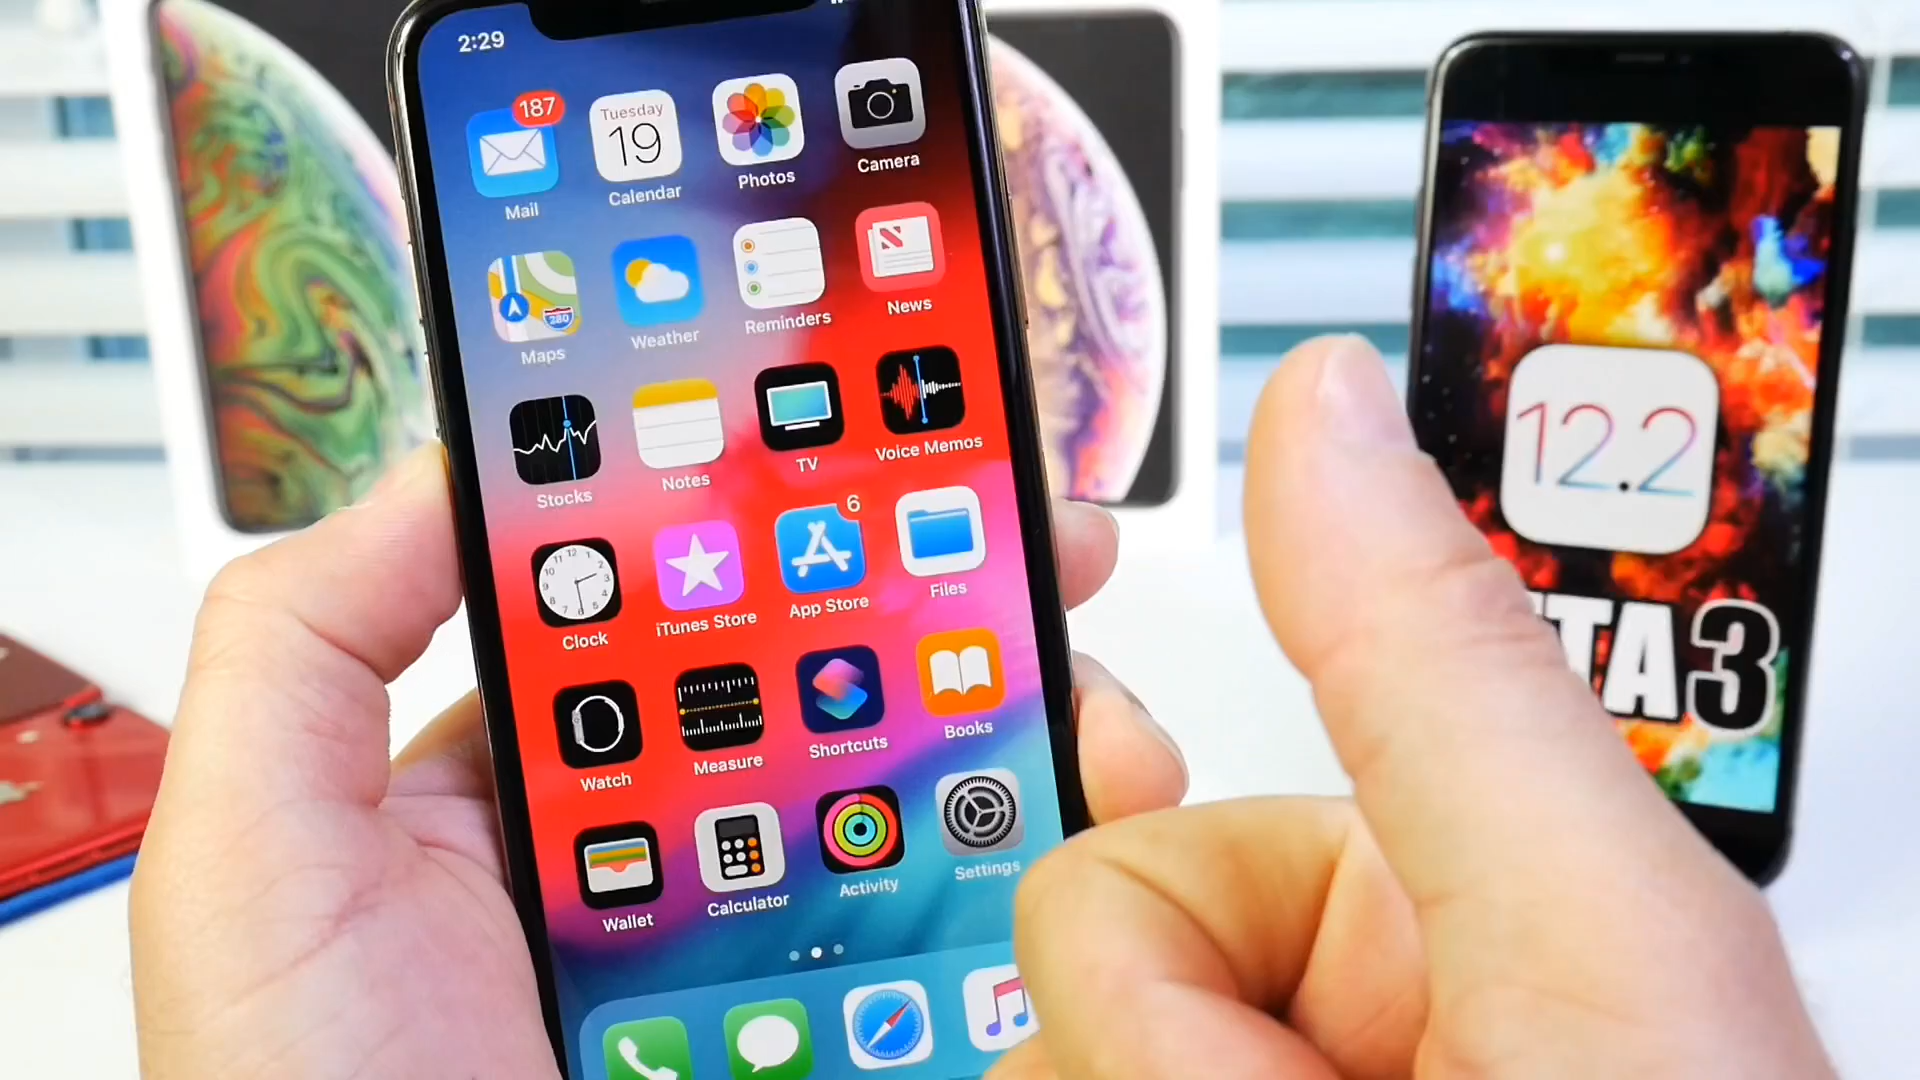 2:29
187
Mail
Tuesday
19
Calendar
Photos
Camera
280
Maps
Weather
Reminders
News
Stocks
Notes
TV
Voice Memos
Clock
iTunes Store
6
App Store
Files
Watch
Measure
Shortcuts
Books
Wallet
Calculator
Activity
Settings
12.2
TA 3